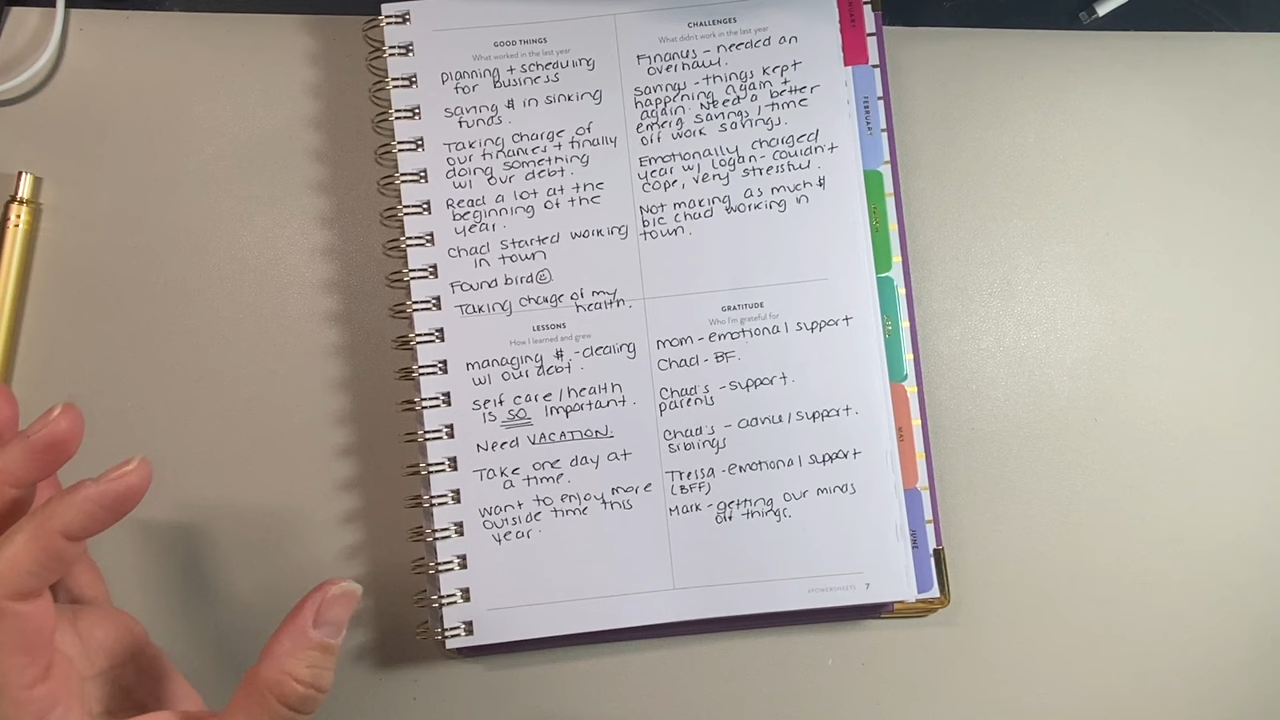 GOOD THINGS
What worked in the last year
planning + scheduling
for business
saving $ in sinking
funds.
Taking charge of
our finances + finally
doing something
w/ our debt.
Read a lot at the
beginning of the
year.
Chad started working
in town
Found bird☺
Taking charge of my
health.
CHALLENGES
What didn't work in the last year
Finances - needed an
overhaul.
savings - things kept
happening again +
again. Need a better
emerg savings / time
off work savings.
Emotionally charged
year w/ Logan - couldn't
cope, very stressful.
Not making as much $
b/c chad working in
town.
LESSONS
How I learned and grew
managing $ - dealing
w/ our debt.
self care / health
is so important.
Need VACATION.
Take one day at
a time.
want to enjoy more
outside time this
year.
GRATITUDE
Who I'm grateful for
mom - emotional support
Chad - BF.
Chad's - support.
parents
Chad's - advice / support.
siblings
Tressa - emotional support
(BFF)
Mark - getting our minds
off things.
#POWERSHEETS 7
FEBRUARY
MAY
JUNE